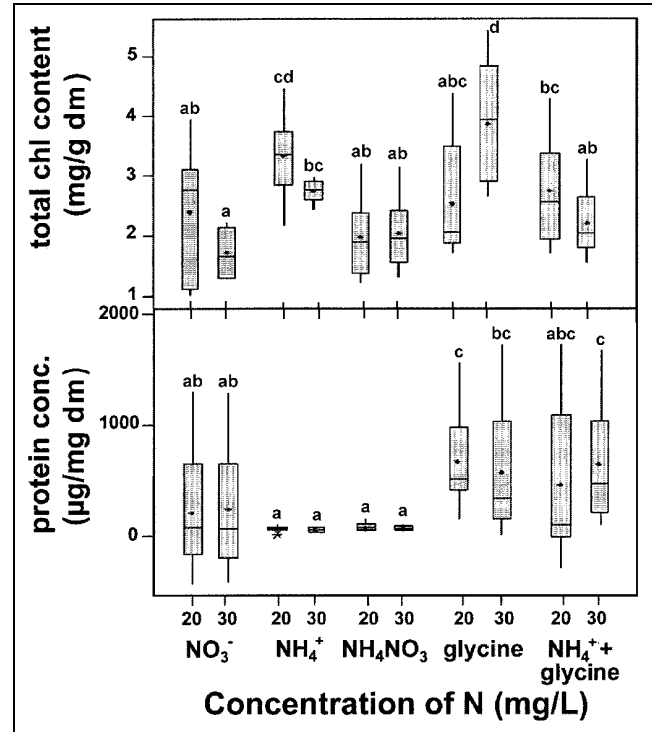 total chl content
(mg/g dm)
5
4
3
2
1
ab
a
cd
bc
ab
ab
abc
d
bc
ab
protein conc.
(µg/mg dm)
2000
1000
0
ab
ab
a
a
a
a
c
bc
abc
c
20 30 20 30 20 30 20 30 20 30
NO₃⁻ NH₄⁺ NH₄NO₃ glycine NH₄⁺+
glycine
Concentration of N (mg/L)